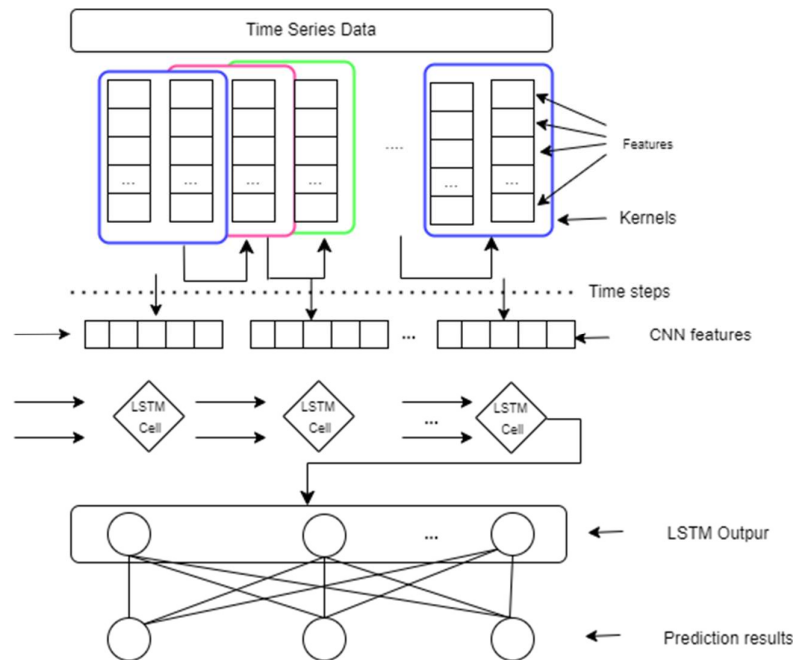 Time Series Data
...
...
...
...
....
...
...
Features
Kernels
Time steps
CNN features
...
LSTM
Cell
LSTM
Cell
...
LSTM
Cell
...
LSTM Outpur
Prediction results